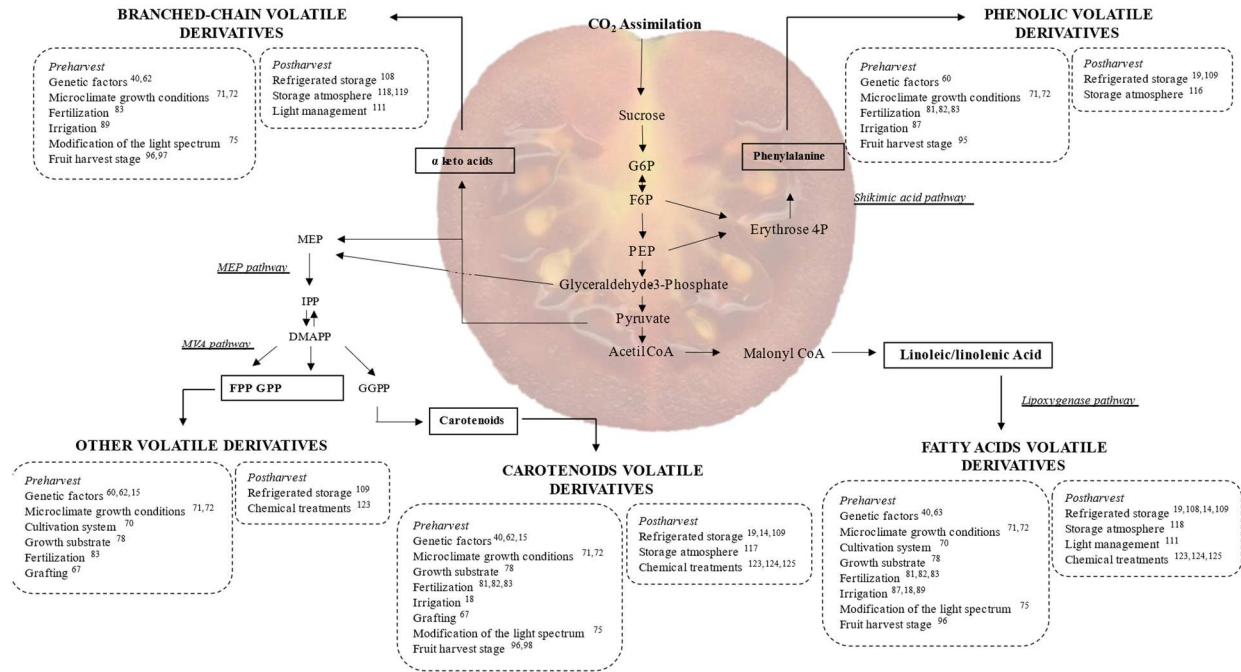 BRANCHED-CHAIN VOLATILE
DERIVATIVES
Preharvest
Genetic factors 40,62
Microclimate growth conditions 71,72
Fertilization 83
Irrigation 89
Modification of the light spectrum 75
Fruit harvest stage 96,97
Postharvest
Refrigerated storage 108
Storage atmosphere 118,119
Light management 111
CO2 Assimilation
Sucrose
G6P
F6P
PEP
Glyceraldehyde3-Phosphate
Pyruvate
Acetil CoA
Malonyl CoA
Erythrose 4P
Phenylalanine
α keto acids
PHENOLIC VOLATILE
DERIVATIVES
Preharvest
Genetic factors 60
Microclimate growth conditions 71,72
Fertilization 81,82,83
Irrigation 87
Fruit harvest stage 95
Postharvest
Refrigerated storage 19,109
Storage atmosphere 116
Shikimic acid pathway
MEP
MEP pathway
IPP
DMAPP
MVA pathway
FPP GPP
GGPP
Carotenoids
Linoleic/linolenic Acid
Lipoxygenase pathway
OTHER VOLATILE DERIVATIVES
Preharvest
Genetic factors 60,62,15
Microclimate growth conditions 71,72
Cultivation system 70
Growth substrate 78
Fertilization 83
Grafting 67
Postharvest
Refrigerated storage 109
Chemical treatments 123
CAROTENOIDS VOLATILE
DERIVATIVES
Preharvest
Genetic factors 40,62,15
Microclimate growth conditions 71,72
Growth substrate 78
Fertilization 81,82,83
Irrigation 18
Grafting 67
Modification of the light spectrum 75
Fruit harvest stage 96,98
Postharvest
Refrigerated storage 19,14,109
Storage atmosphere 117
Chemical treatments 123,124,125
FATTY ACIDS VOLATILE
DERIVATIVES
Preharvest
Genetic factors 40,63
Microclimate growth conditions 71,72
Cultivation system 70
Growth substrate 78
Fertilization 81,82,83
Irrigation 87,18,89
Modification of the light spectrum 75
Fruit harvest stage 96
Postharvest
Refrigerated storage 19,108,14,109
Storage atmosphere 118
Light management 111
Chemical treatments 123,124,125